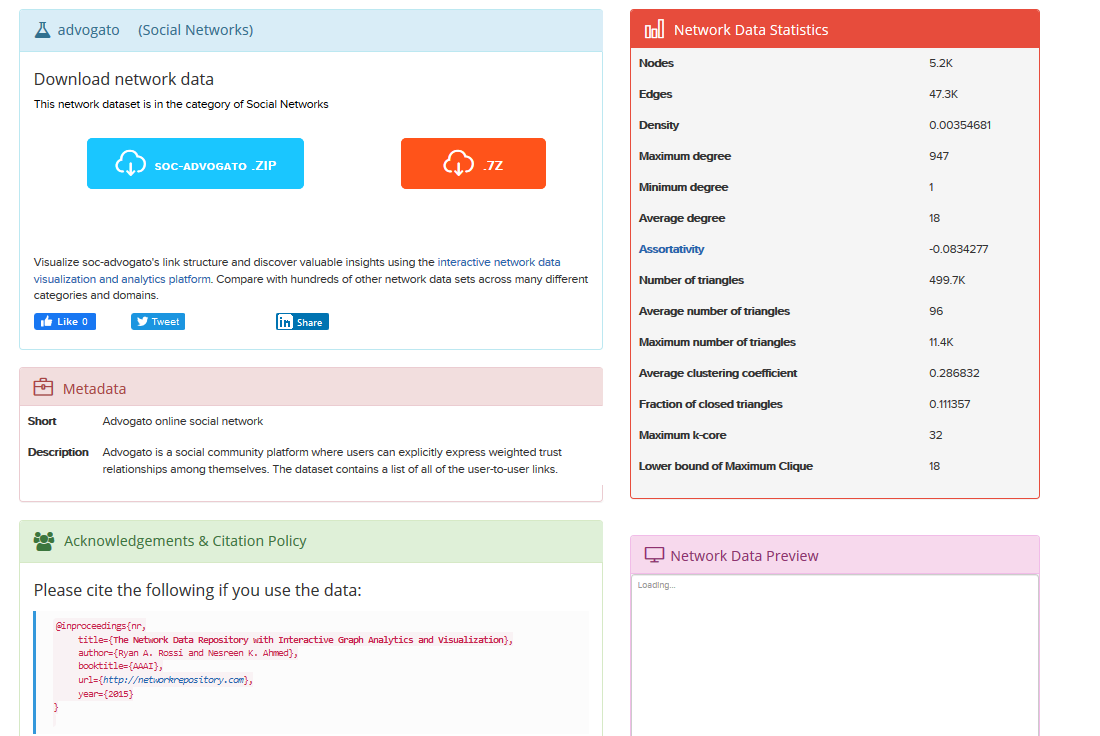 advogato (Social Networks)
Download network data
This network dataset is in the category of Social Networks
SOC-ADVOGATO .ZIP
.7Z
Visualize soc-advogato's link structure and discover valuable insights using the interactive network data
visualization and analytics platform. Compare with hundreds of other network data sets across many different
categories and domains.
Like 0
Tweet
in Share
Metadata
Short Advogato online social network
Description Advogato is a social community platform where users can explicitly express weighted trust
relationships among themselves. The dataset contains a list of all of the user-to-user links.
Acknowledgements & Citation Policy
Please cite the following if you use the data:
@inproceedings{nr,
title={The Network Data Repository with Interactive Graph Analytics and Visualization},
author={Ryan A. Rossi and Nesreen K. Ahmed},
booktitle={AAAI},
url={http://networkrepository.com},
year={2015}
}
Network Data Statistics
Nodes 5.2K
Edges 47.3K
Density 0.00354681
Maximum degree 947
Minimum degree 1
Average degree 18
Assortativity -0.0834277
Number of triangles 499.7K
Average number of triangles 96
Maximum number of triangles 11.4K
Average clustering coefficient 0.286832
Fraction of closed triangles 0.111357
Maximum k-core 32
Lower bound of Maximum Clique 18
Network Data Preview
Loading...